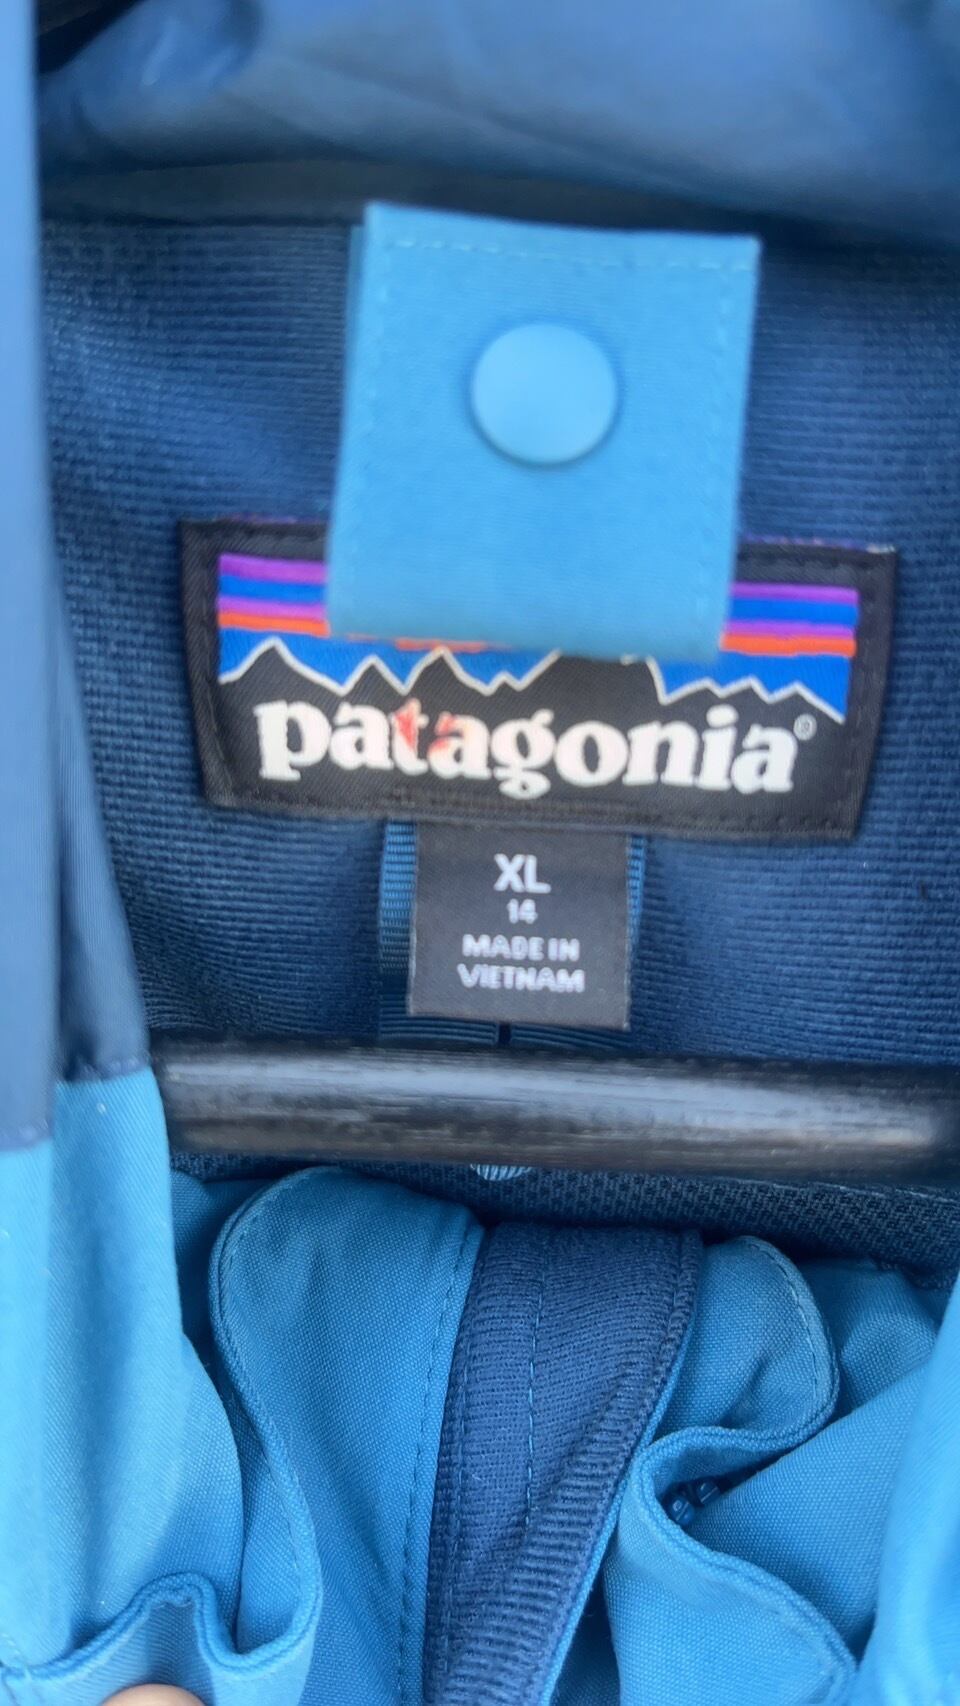 patagonia®
XL
14
MADE IN
VIETNAM